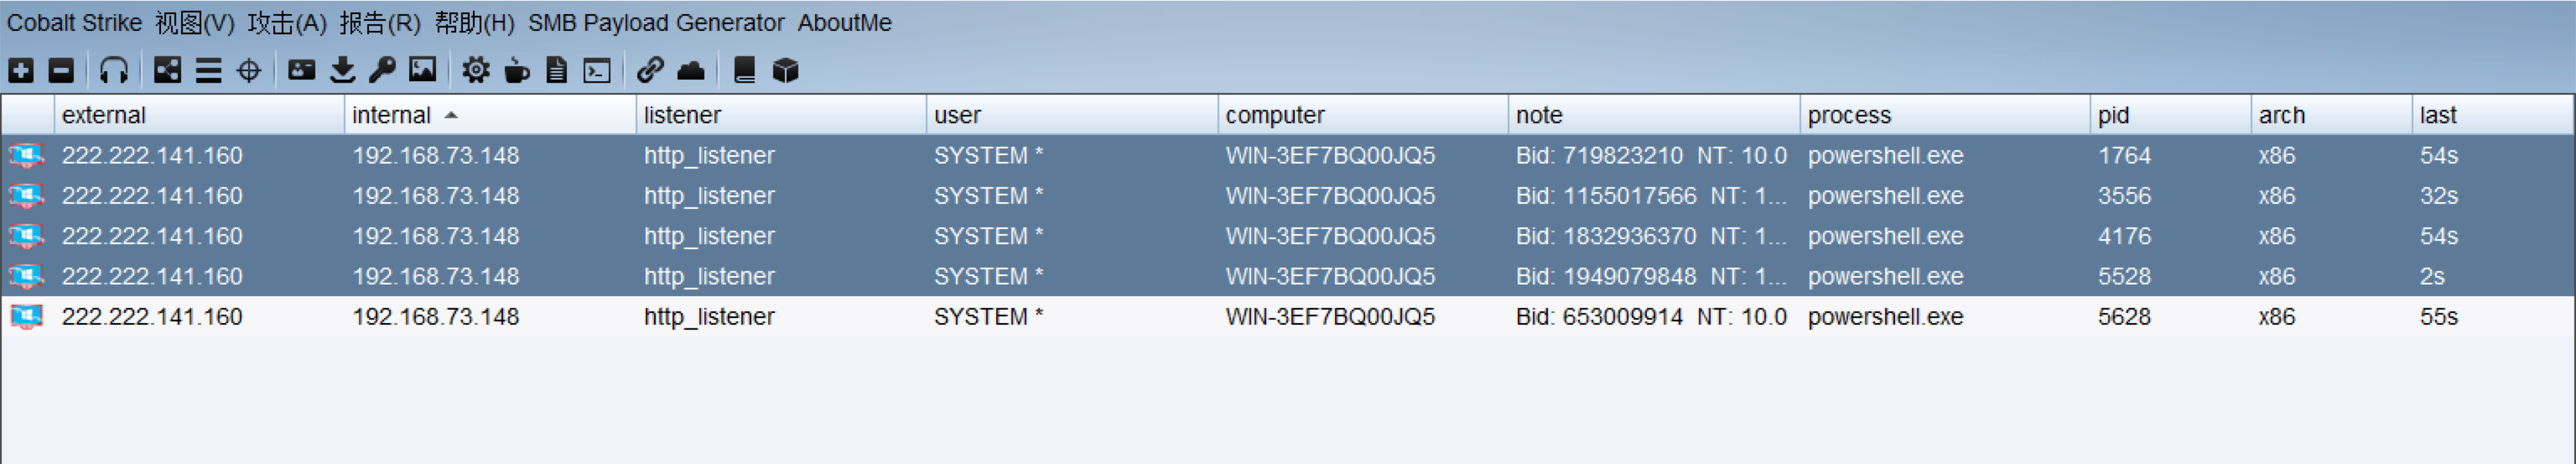 Cobalt Strike 视图(V) 攻击(A) 报告(R) 帮助(H) SMB Payload Generator AboutMe
external internal listener user computer note process pid arch last
222.222.141.160 192.168.73.148 http_listener SYSTEM * WIN-3EF7BQ00JQ5 Bid: 719823210 NT: 10.0 powershell.exe 1764 x86 54s
222.222.141.160 192.168.73.148 http_listener SYSTEM * WIN-3EF7BQ00JQ5 Bid: 1155017566 NT: 1... powershell.exe 3556 x86 32s
222.222.141.160 192.168.73.148 http_listener SYSTEM * WIN-3EF7BQ00JQ5 Bid: 1832936370 NT: 1... powershell.exe 4176 x86 54s
222.222.141.160 192.168.73.148 http_listener SYSTEM * WIN-3EF7BQ00JQ5 Bid: 1949079848 NT: 1... powershell.exe 5528 x86 2s
222.222.141.160 192.168.73.148 http_listener SYSTEM * WIN-3EF7BQ00JQ5 Bid: 653009914 NT: 10.0 powershell.exe 5628 x86 55s